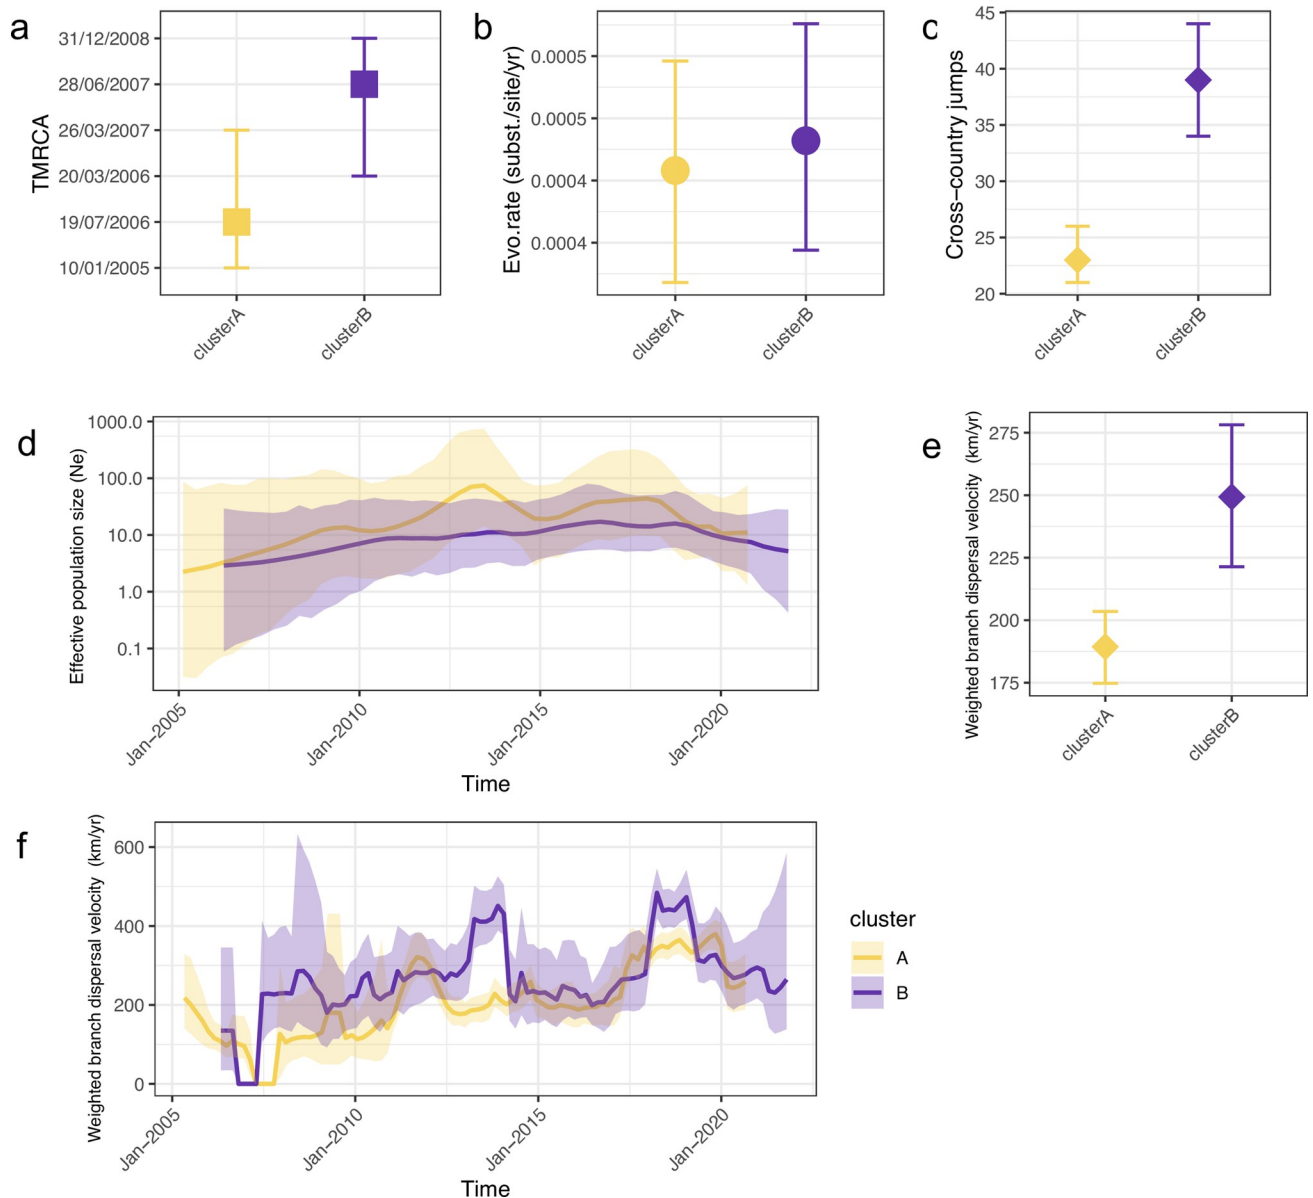 a
TMRCA
31/12/2008
28/06/2007
26/03/2007
20/03/2006
19/07/2006
10/01/2005
clusterA
clusterB
b
Evo.rate (subst./site/yr)
0.0005
0.0005
0.0004
0.0004
clusterA
clusterB
c
Cross−country jumps
45
40
35
30
25
20
clusterA
clusterB
d
Effective population size (Ne)
1000.0
100.0
10.0
1.0
0.1
Jan−2005
Jan−2010
Jan−2015
Jan−2020
Time
e
Weighted branch dispersal velocity (km/yr)
275
250
225
200
175
clusterA
clusterB
f
Weighted branch dispersal velocity (km/yr)
600
400
200
0
Jan−2005
Jan−2010
Jan−2015
Jan−2020
Time
cluster
A
B